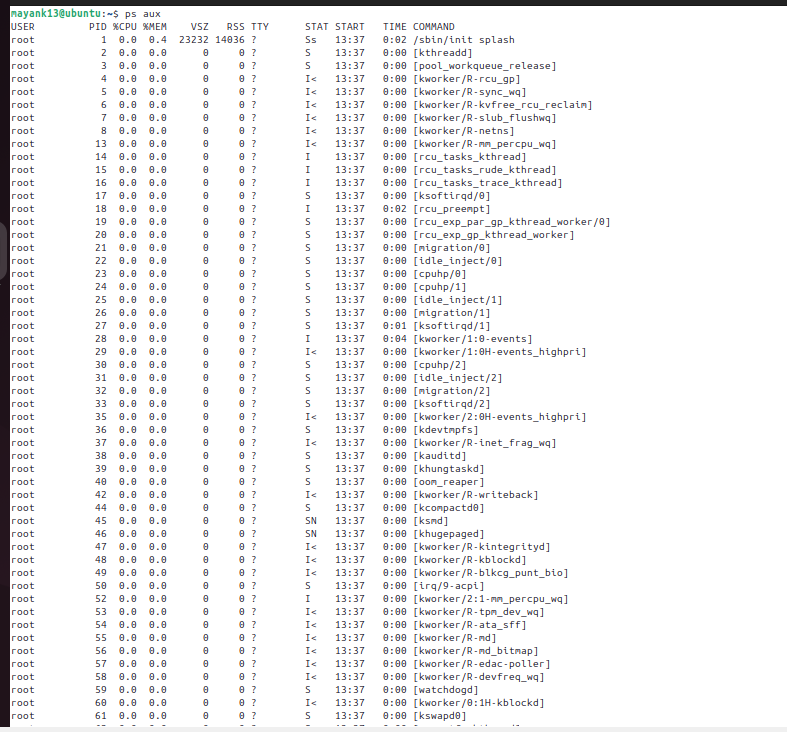 mayank13@ubuntu:~$ ps aux
USER PID %CPU %MEM VSZ RSS TTY STAT START TIME COMMAND
root 1 0.0 0.4 23232 14036 ? Ss 13:37 0:02 /sbin/init splash
root 2 0.0 0.0 0 0 ? S 13:37 0:00 [kthreadd]
root 3 0.0 0.0 0 0 ? S 13:37 0:00 [pool_workqueue_release]
root 4 0.0 0.0 0 0 ? I< 13:37 0:00 [kworker/R-rcu_gp]
root 5 0.0 0.0 0 0 ? I< 13:37 0:00 [kworker/R-sync_wq]
root 6 0.0 0.0 0 0 ? I< 13:37 0:00 [kworker/R-kvfree_rcu_reclaim]
root 7 0.0 0.0 0 0 ? I< 13:37 0:00 [kworker/R-slub_flushwq]
root 8 0.0 0.0 0 0 ? I< 13:37 0:00 [kworker/R-netns]
root 13 0.0 0.0 0 0 ? I< 13:37 0:00 [kworker/R-mm_percpu_wq]
root 14 0.0 0.0 0 0 ? I 13:37 0:00 [rcu_tasks_kthread]
root 15 0.0 0.0 0 0 ? I 13:37 0:00 [rcu_tasks_rude_kthread]
root 16 0.0 0.0 0 0 ? I 13:37 0:00 [rcu_tasks_trace_kthread]
root 17 0.0 0.0 0 0 ? S 13:37 0:00 [ksoftirqd/0]
root 18 0.0 0.0 0 0 ? I 13:37 0:02 [rcu_preempt]
root 19 0.0 0.0 0 0 ? S 13:37 0:00 [rcu_exp_par_gp_kthread_worker/0]
root 20 0.0 0.0 0 0 ? S 13:37 0:00 [rcu_exp_gp_kthread_worker]
root 21 0.0 0.0 0 0 ? S 13:37 0:00 [migration/0]
root 22 0.0 0.0 0 0 ? S 13:37 0:00 [idle_inject/0]
root 23 0.0 0.0 0 0 ? S 13:37 0:00 [cpuhp/0]
root 24 0.0 0.0 0 0 ? S 13:37 0:00 [cpuhp/1]
root 25 0.0 0.0 0 0 ? S 13:37 0:00 [idle_inject/1]
root 26 0.0 0.0 0 0 ? S 13:37 0:00 [migration/1]
root 27 0.0 0.0 0 0 ? S 13:37 0:01 [ksoftirqd/1]
root 28 0.0 0.0 0 0 ? I 13:37 0:04 [kworker/1:0-events]
root 29 0.0 0.0 0 0 ? I< 13:37 0:00 [kworker/1:0H-events_highpri]
root 30 0.0 0.0 0 0 ? S 13:37 0:00 [cpuhp/2]
root 31 0.0 0.0 0 0 ? S 13:37 0:00 [idle_inject/2]
root 32 0.0 0.0 0 0 ? S 13:37 0:00 [migration/2]
root 33 0.0 0.0 0 0 ? S 13:37 0:00 [ksoftirqd/2]
root 35 0.0 0.0 0 0 ? I< 13:37 0:00 [kworker/2:0H-events_highpri]
root 36 0.0 0.0 0 0 ? S 13:37 0:00 [kdevtmpfs]
root 37 0.0 0.0 0 0 ? I< 13:37 0:00 [kworker/R-inet_frag_wq]
root 38 0.0 0.0 0 0 ? S 13:37 0:00 [kauditd]
root 39 0.0 0.0 0 0 ? S 13:37 0:00 [khungtaskd]
root 40 0.0 0.0 0 0 ? S 13:37 0:00 [oom_reaper]
root 42 0.0 0.0 0 0 ? I< 13:37 0:00 [kworker/R-writeback]
root 44 0.0 0.0 0 0 ? S 13:37 0:00 [kcompactd0]
root 45 0.0 0.0 0 0 ? SN 13:37 0:00 [ksmd]
root 46 0.0 0.0 0 0 ? SN 13:37 0:00 [khugepaged]
root 47 0.0 0.0 0 0 ? I< 13:37 0:00 [kworker/R-kintegrityd]
root 48 0.0 0.0 0 0 ? I< 13:37 0:00 [kworker/R-kblockd]
root 49 0.0 0.0 0 0 ? I< 13:37 0:00 [kworker/R-blkcg_punt_bio]
root 50 0.0 0.0 0 0 ? S 13:37 0:00 [irq/9-acpi]
root 52 0.0 0.0 0 0 ? I 13:37 0:00 [kworker/2:1-mm_percpu_wq]
root 53 0.0 0.0 0 0 ? I< 13:37 0:00 [kworker/R-tpm_dev_wq]
root 54 0.0 0.0 0 0 ? I< 13:37 0:00 [kworker/R-ata_sff]
root 55 0.0 0.0 0 0 ? I< 13:37 0:00 [kworker/R-md]
root 56 0.0 0.0 0 0 ? I< 13:37 0:00 [kworker/R-md_bitmap]
root 57 0.0 0.0 0 0 ? I< 13:37 0:00 [kworker/R-edac-poller]
root 58 0.0 0.0 0 0 ? I< 13:37 0:00 [kworker/R-devfreq_wq]
root 59 0.0 0.0 0 0 ? S 13:37 0:00 [watchdogd]
root 60 0.0 0.0 0 0 ? I< 13:37 0:00 [kworker/0:1H-kblockd]
root 61 0.0 0.0 0 0 ? S 13:37 0:00 [kswapd0]